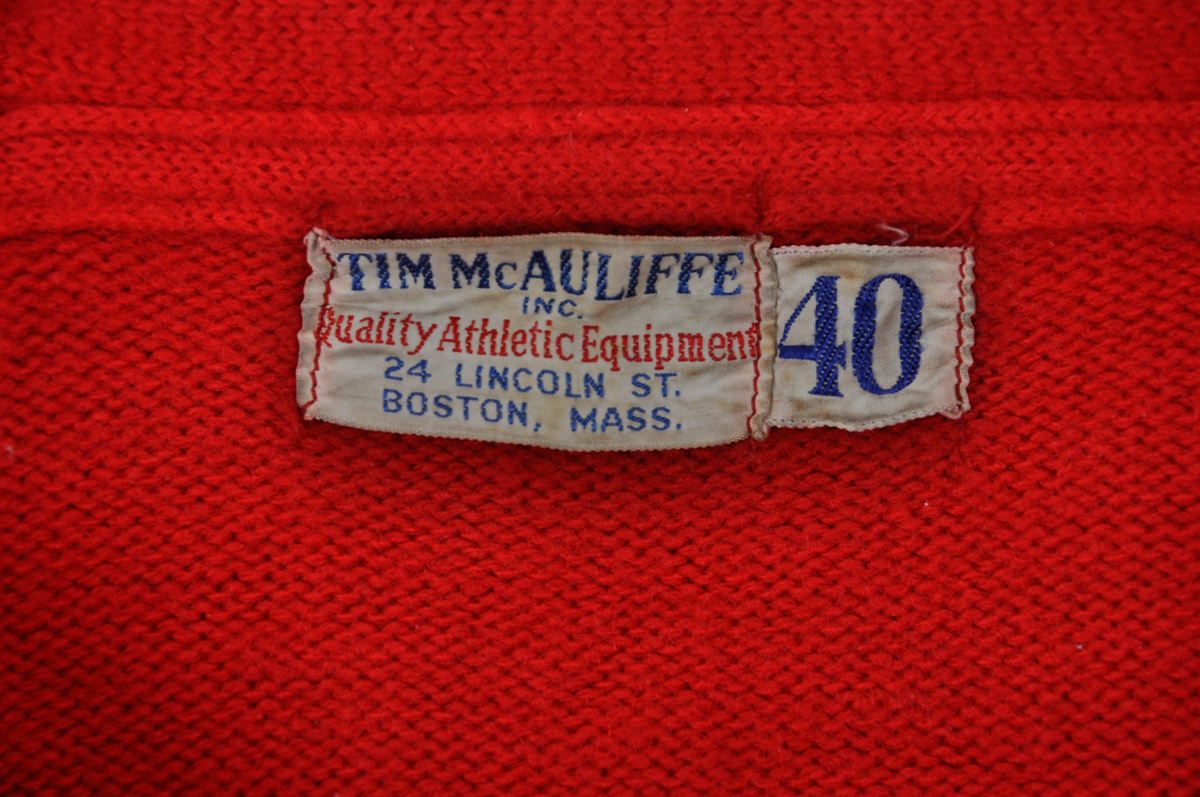 TIM McAULIFFE
INC.
Quality Athletic Equipment
24 LINCOLN ST.
BOSTON, MASS.
40